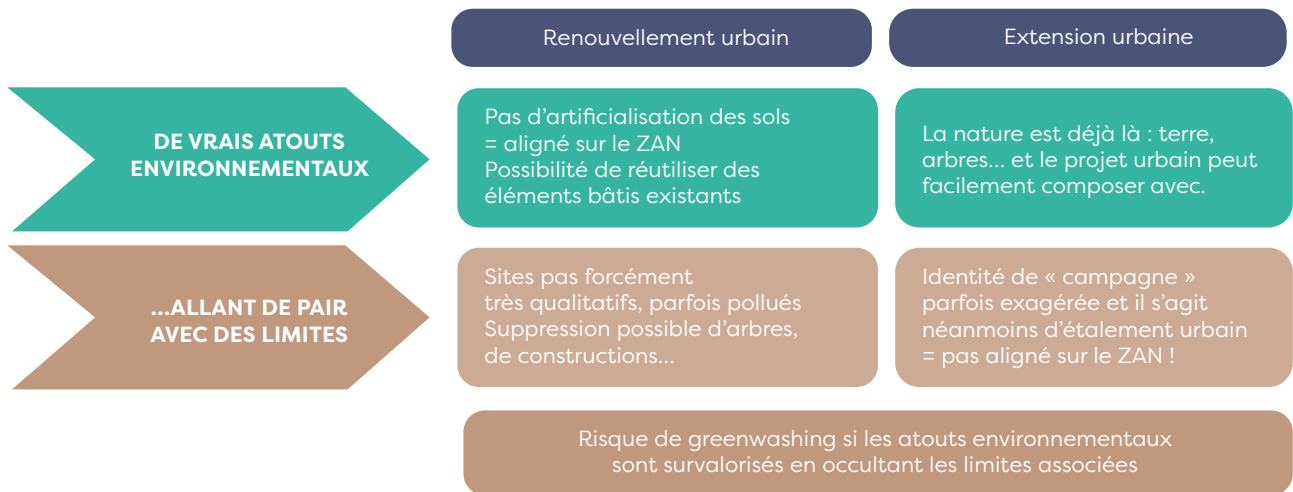 Renouvellement urbain
Extension urbaine
DE VRAIS ATOUTS
ENVIRONNEMENTAUX
Pas d’artificialisation des sols
= aligné sur le ZAN
Possibilité de réutiliser des
éléments bâtis existants
La nature est déjà là : terre,
arbres... et le projet urbain peut
facilement composer avec.
...ALLANT DE PAIR
AVEC DES LIMITES
Sites pas forcément
très qualitatifs, parfois pollués
Suppression possible d’arbres,
de constructions...
Identité de « campagne »
parfois exagérée et il s’agit
néanmoins d’étalement urbain
= pas aligné sur le ZAN !
Risque de greenwashing si les atouts environnementaux
sont survalorisés en occultant les limites associées